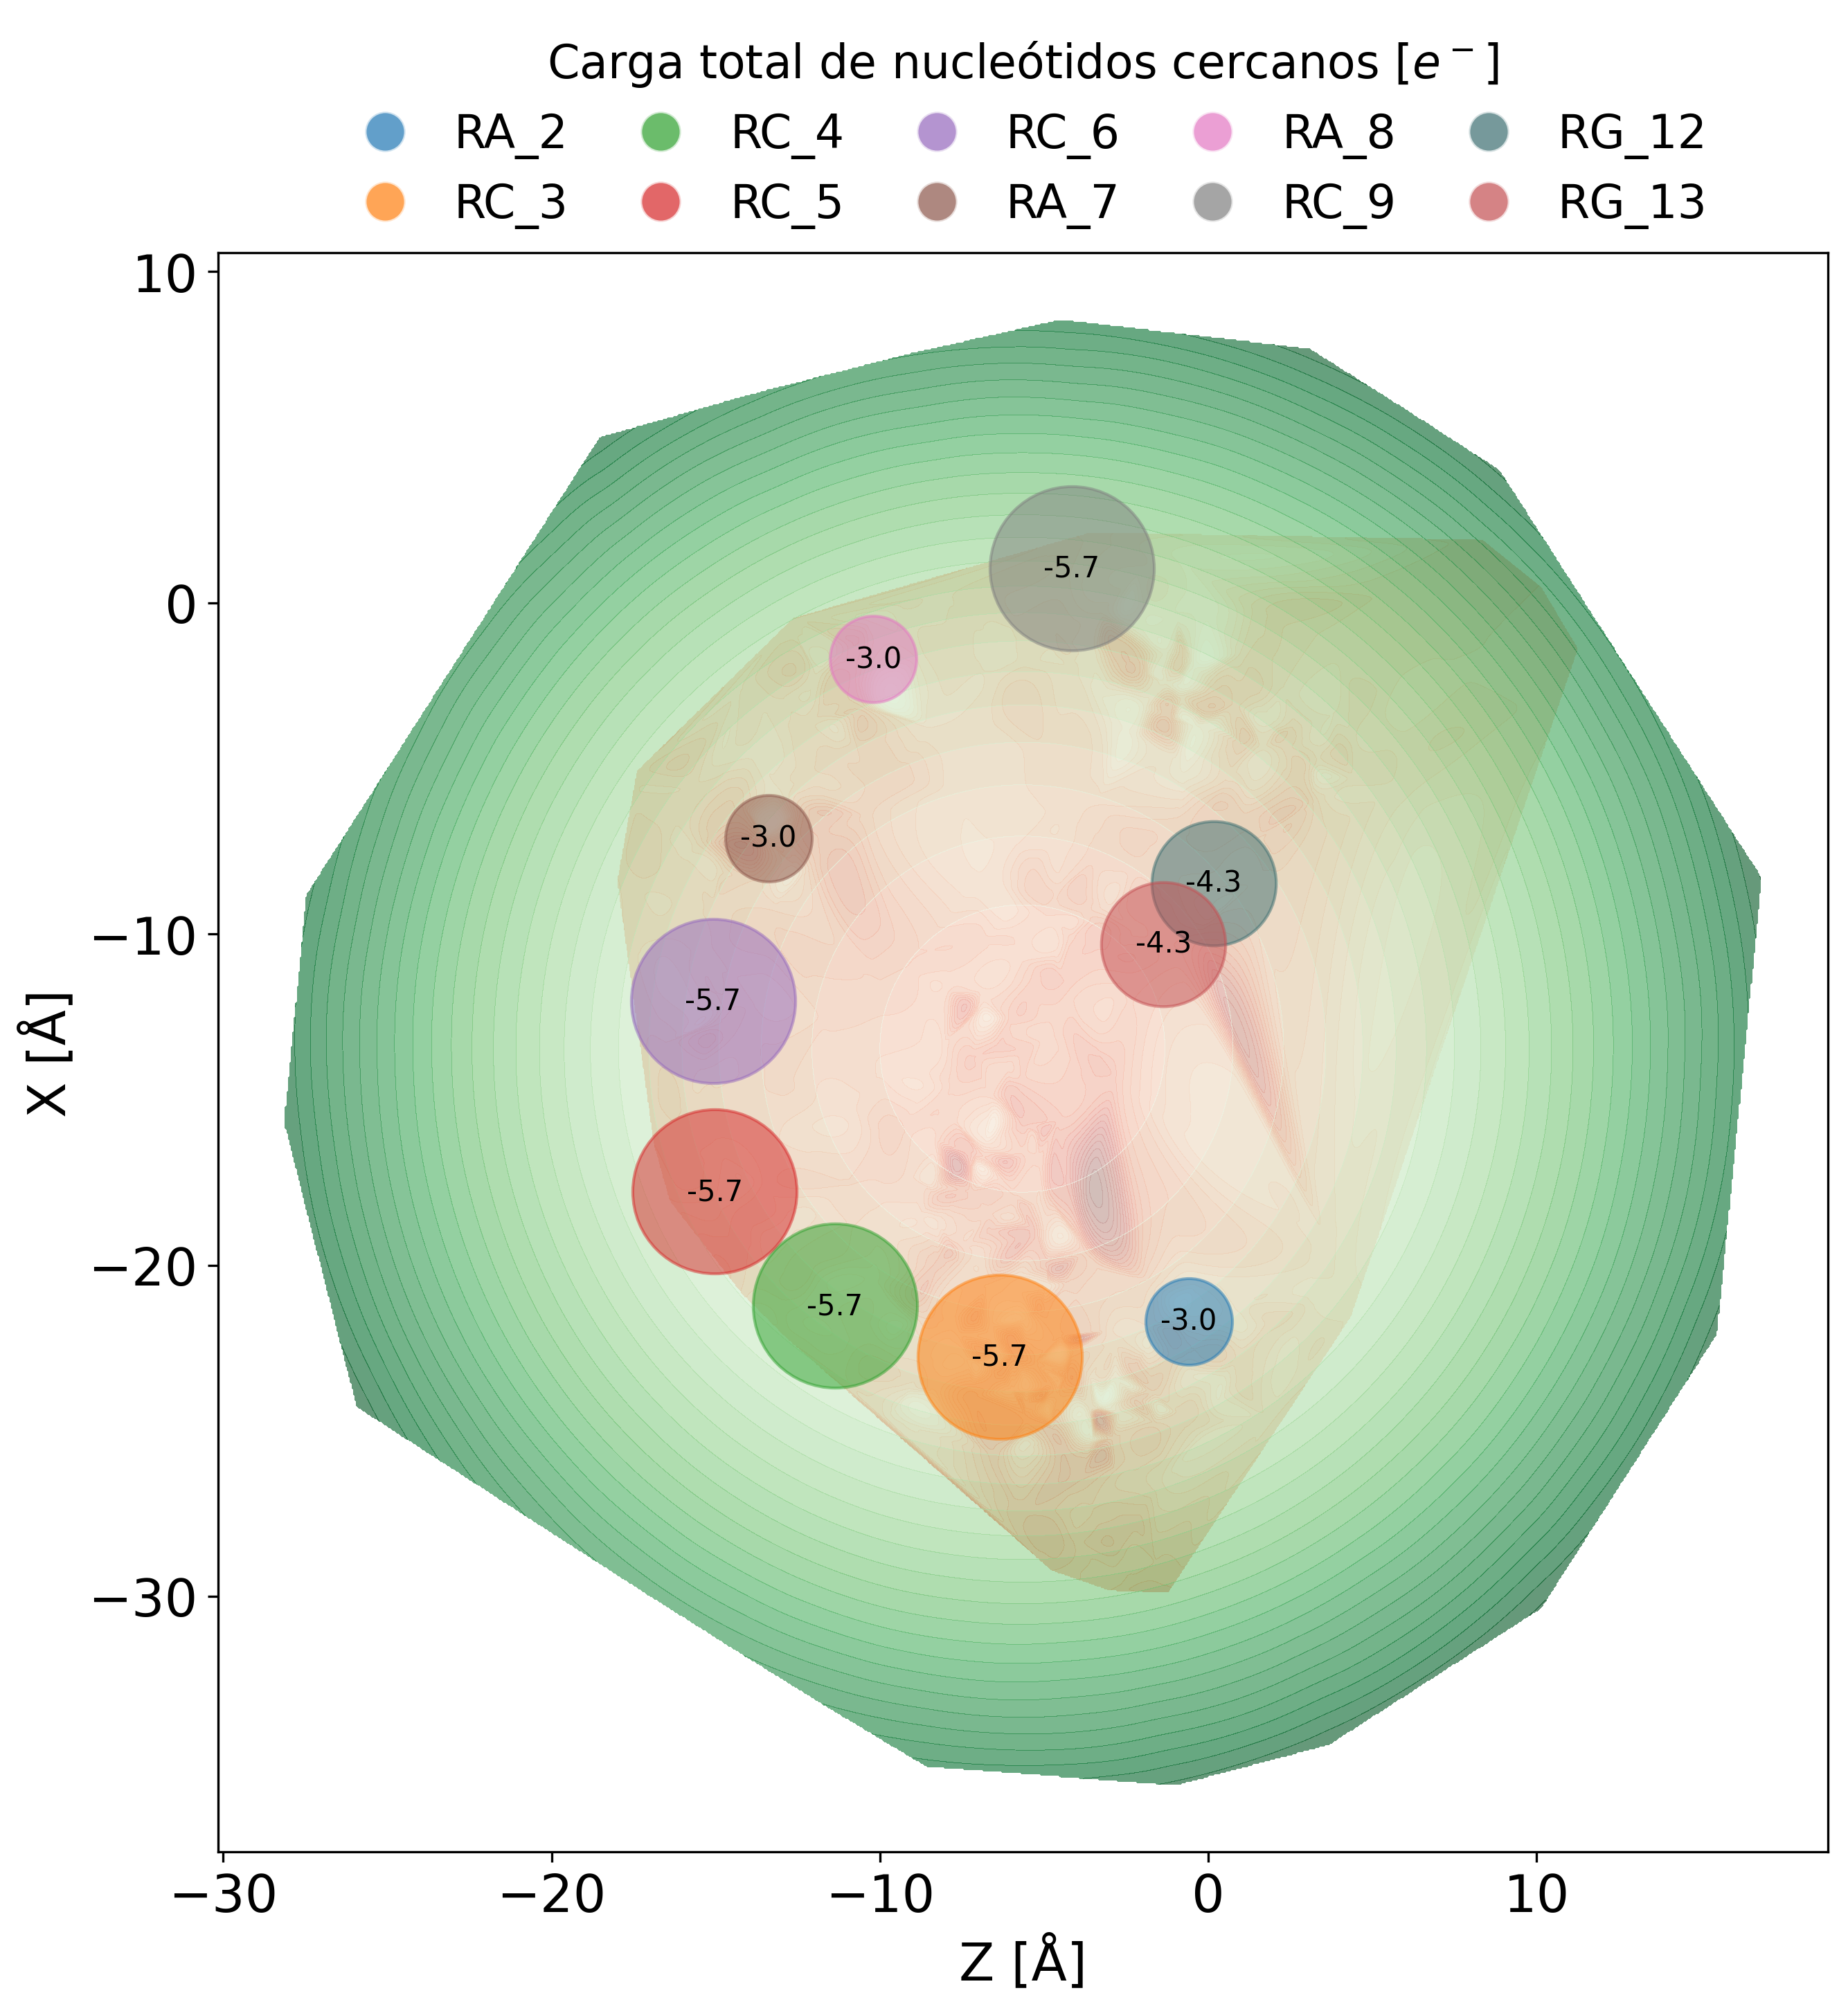 Carga total de nucleótidos cercanos [e⁻]
RA_2 RC_4 RC_6 RA_8 RG_12
RC_3 RC_5 RA_7 RC_9 RG_13
10
0
−10
−20
−30
X [Å]
-5.7
-3.0
-3.0
-4.3
-4.3
-5.7
-5.7
-5.7
-3.0
-5.7
−30 −20 −10 0 10
Z [Å]